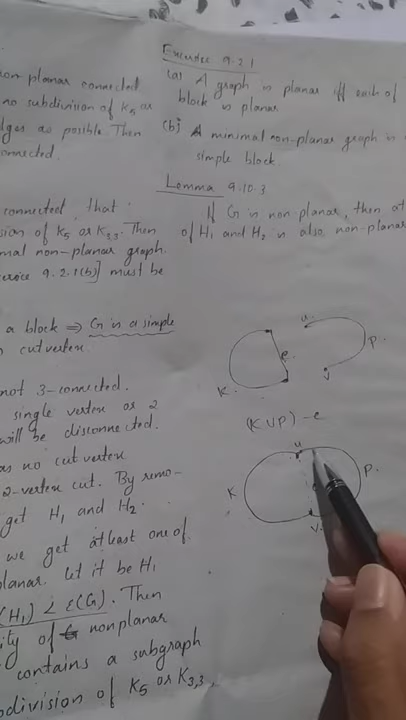 non planar connected
no subdivision of K5 or
edges as possible. Then
connected.
connected, that
sion of K5 or K3,3. Then
mal non-planar graph.
ercise 9.2.1(b)] must be
a block ⇒ G is a simple
cut vertex.
not 3-connected.
single vertex or 2
will be disconnected.
as no cut vertex
2-vertex cut. By remo-
get H1 and H2.
we get atleast one of
planar. Let it be H1
(H1) < ε(G). Then
ity of nonplanar
contains a subgraph
bdivision of K5 or K3,3,
Exercise 9.2.1
(a) A graph is planar iff each of
block is planar
(b) A minimal non-planar graph is
simple block.
Lemma 9.10.3
If G is non planar, then at
of H1 and H2 is also non-planar
K
e
u
v
P.
(K ∪ P) - e
K
u
v
P.